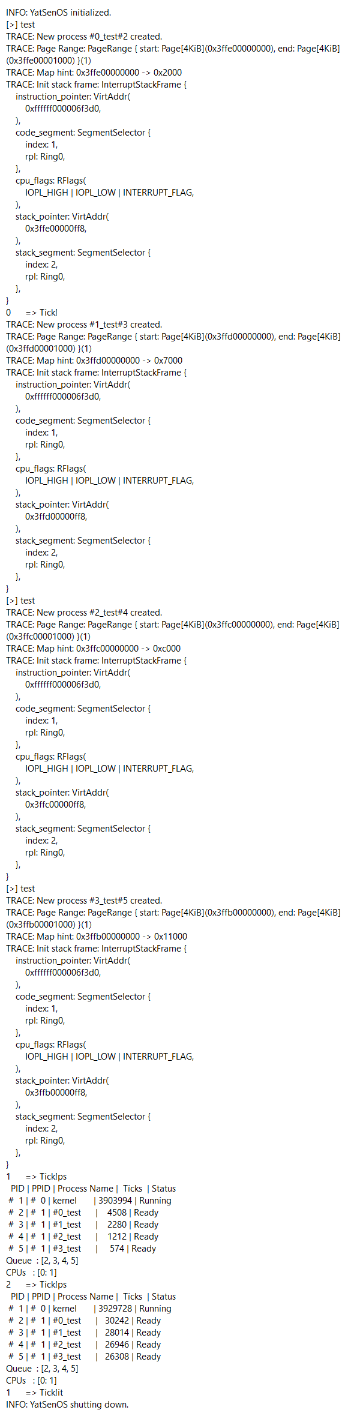 INFO: YatSenOS initialized.
[>] test
TRACE: New process #0_test#2 created.
TRACE: Page Range: PageRange { start: Page[4KiB](0x3ffe00000000), end: Page[4KiB]
(0x3ffe00001000) }(1)
TRACE: Map hint: 0x3ffe00000000 -> 0x2000
TRACE: Init stack frame: InterruptStackFrame {
    instruction_pointer: VirtAddr(
        0xffffff000006f3d0,
    ),
    code_segment: SegmentSelector {
        index: 1,
        rpl: Ring0,
    },
    cpu_flags: RFlags(
        IOPL_HIGH | IOPL_LOW | INTERRUPT_FLAG,
    ),
    stack_pointer: VirtAddr(
        0x3ffe00000ff8,
    ),
    stack_segment: SegmentSelector {
        index: 2,
        rpl: Ring0,
    },
}
0     => Tick!
TRACE: New process #1_test#3 created.
TRACE: Page Range: PageRange { start: Page[4KiB](0x3ffd00000000), end: Page[4KiB]
(0x3ffd00001000) }(1)
TRACE: Map hint: 0x3ffd00000000 -> 0x7000
TRACE: Init stack frame: InterruptStackFrame {
    instruction_pointer: VirtAddr(
        0xffffff000006f3d0,
    ),
    code_segment: SegmentSelector {
        index: 1,
        rpl: Ring0,
    },
    cpu_flags: RFlags(
        IOPL_HIGH | IOPL_LOW | INTERRUPT_FLAG,
    ),
    stack_pointer: VirtAddr(
        0x3ffd00000ff8,
    ),
    stack_segment: SegmentSelector {
        index: 2,
        rpl: Ring0,
    },
}
[>] test
TRACE: New process #2_test#4 created.
TRACE: Page Range: PageRange { start: Page[4KiB](0x3ffc00000000), end: Page[4KiB]
(0x3ffc00001000) }(1)
TRACE: Map hint: 0x3ffc00000000 -> 0xc000
TRACE: Init stack frame: InterruptStackFrame {
    instruction_pointer: VirtAddr(
        0xffffff000006f3d0,
    ),
    code_segment: SegmentSelector {
        index: 1,
        rpl: Ring0,
    },
    cpu_flags: RFlags(
        IOPL_HIGH | IOPL_LOW | INTERRUPT_FLAG,
    ),
    stack_pointer: VirtAddr(
        0x3ffc00000ff8,
    ),
    stack_segment: SegmentSelector {
        index: 2,
        rpl: Ring0,
    },
}
[>] test
TRACE: New process #3_test#5 created.
TRACE: Page Range: PageRange { start: Page[4KiB](0x3ffb00000000), end: Page[4KiB]
(0x3ffb00001000) }(1)
TRACE: Map hint: 0x3ffb00000000 -> 0x11000
TRACE: Init stack frame: InterruptStackFrame {
    instruction_pointer: VirtAddr(
        0xffffff000006f3d0,
    ),
    code_segment: SegmentSelector {
        index: 1,
        rpl: Ring0,
    },
    cpu_flags: RFlags(
        IOPL_HIGH | IOPL_LOW | INTERRUPT_FLAG,
    ),
    stack_pointer: VirtAddr(
        0x3ffb00000ff8,
    ),
    stack_segment: SegmentSelector {
        index: 2,
        rpl: Ring0,
    },
}
1     => Tick!ps
  PID | PPID | Process Name |  Ticks  | Status
 #  1 | #  0 | kernel       | 3903994 | Running
 #  2 | #  1 | #0_test      |    4508 | Ready
 #  3 | #  1 | #1_test      |    2280 | Ready
 #  4 | #  1 | #2_test      |    1212 | Ready
 #  5 | #  1 | #3_test      |     574 | Ready
Queue  : [2, 3, 4, 5]
CPUs   : [0: 1]
2     => Tick!ps
  PID | PPID | Process Name |  Ticks  | Status
 #  1 | #  0 | kernel       | 3929728 | Running
 #  2 | #  1 | #0_test      |   30242 | Ready
 #  3 | #  1 | #1_test      |   28014 | Ready
 #  4 | #  1 | #2_test      |   26946 | Ready
 #  5 | #  1 | #3_test      |   26308 | Ready
Queue  : [2, 3, 4, 5]
CPUs   : [0: 1]
1     => Tick!it
INFO: YatSenOS shutting down.